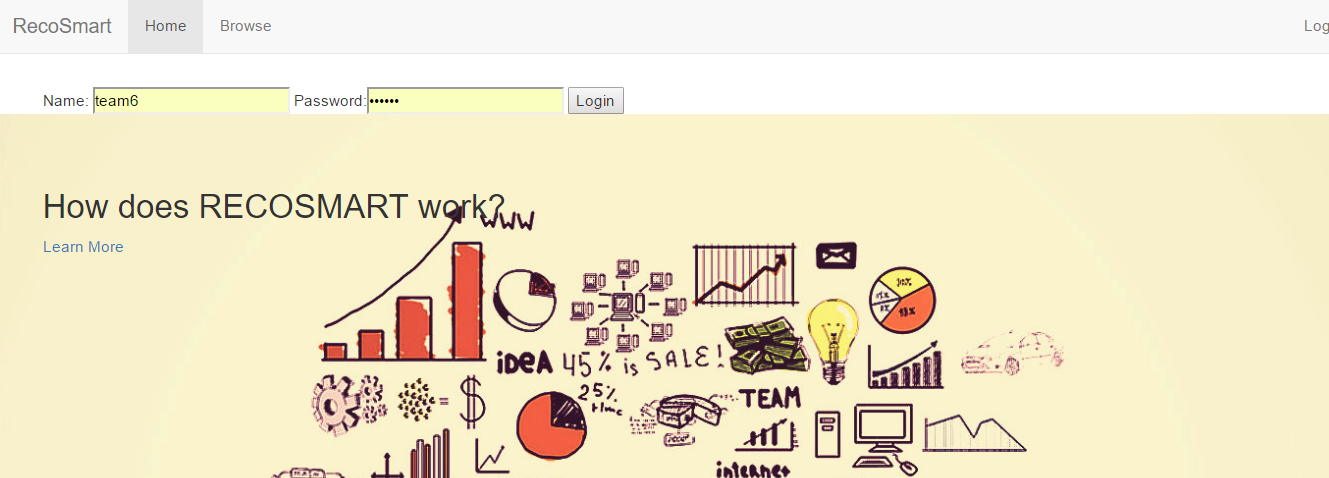 RecoSmart Home Browse Log
Name: team6 Password: •••••• Login
How does RECOSMART work?
Learn More
WWW
iDEA 45% is SALE!
25%
time
TEAM
internet